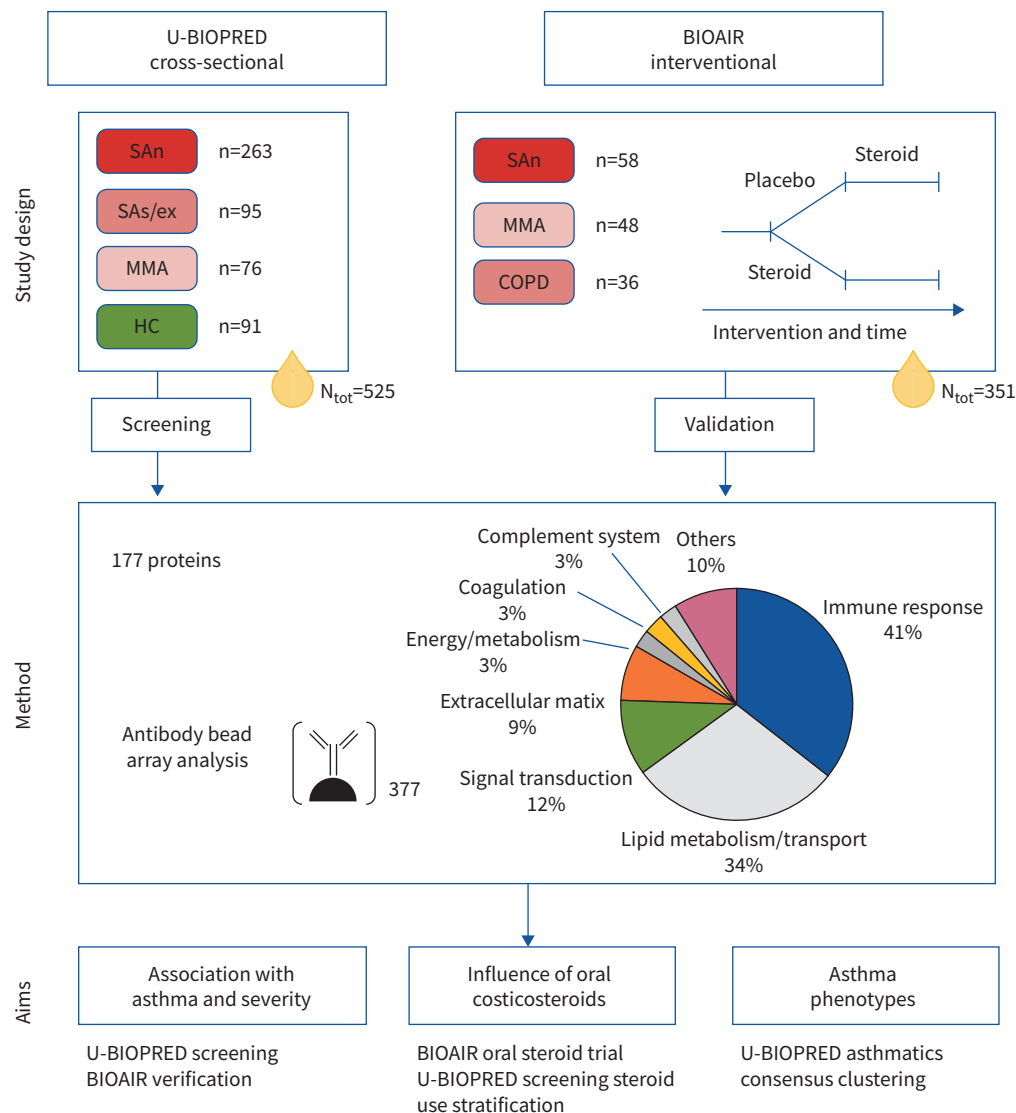 U-BIOPRED
cross-sectional
BIOAIR
interventional
Study design
SAn n=263
SAs/ex n=95
MMA n=76
HC n=91
Ntot=525
SAn n=58
MMA n=48
COPD n=36
Placebo
Steroid
Steroid
Intervention and time
Ntot=351
Screening
Validation
Method
177 proteins
Antibody bead
array analysis
377
Complement system
3%
Others
10%
Coagulation
3%
Immune response
41%
Energy/metabolism
3%
Extracellular matix
9%
Signal transduction
12%
Lipid metabolism/transport
34%
Aims
Association with
asthma and severity
Influence of oral
costicosteroids
Asthma
phenotypes
U-BIOPRED screening
BIOAIR verification
BIOAIR oral steroid trial
U-BIOPRED screening steroid
use stratification
U-BIOPRED asthmatics
consensus clustering